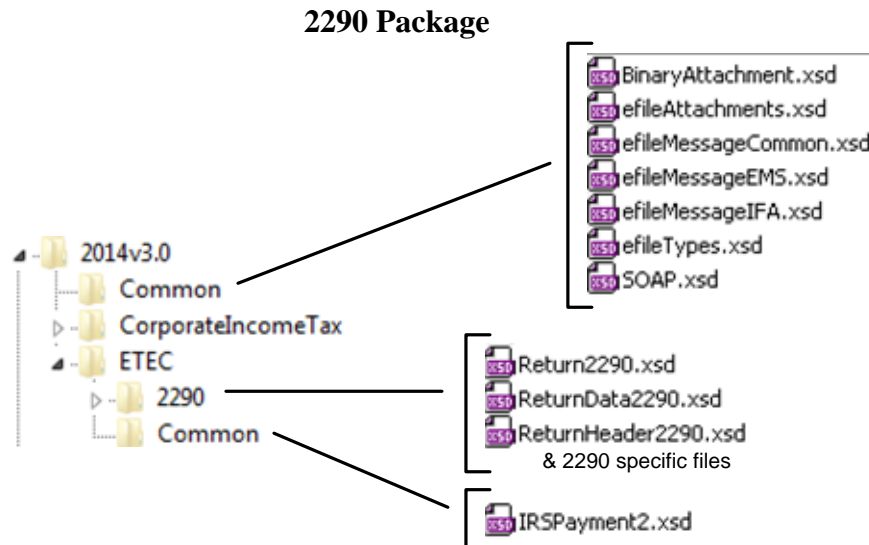 2290 Package
BinaryAttachment.xsd
efileAttachments.xsd
efileMessageCommon.xsd
efileMessageEMS.xsd
efileMessageIFA.xsd
efileTypes.xsd
SOAP.xsd
2014v3.0
Common
CorporateIncomeTax
ETEC
2290
Common
Return2290.xsd
ReturnData2290.xsd
ReturnHeader2290.xsd
& 2290 specific files
IRSPayment2.xsd